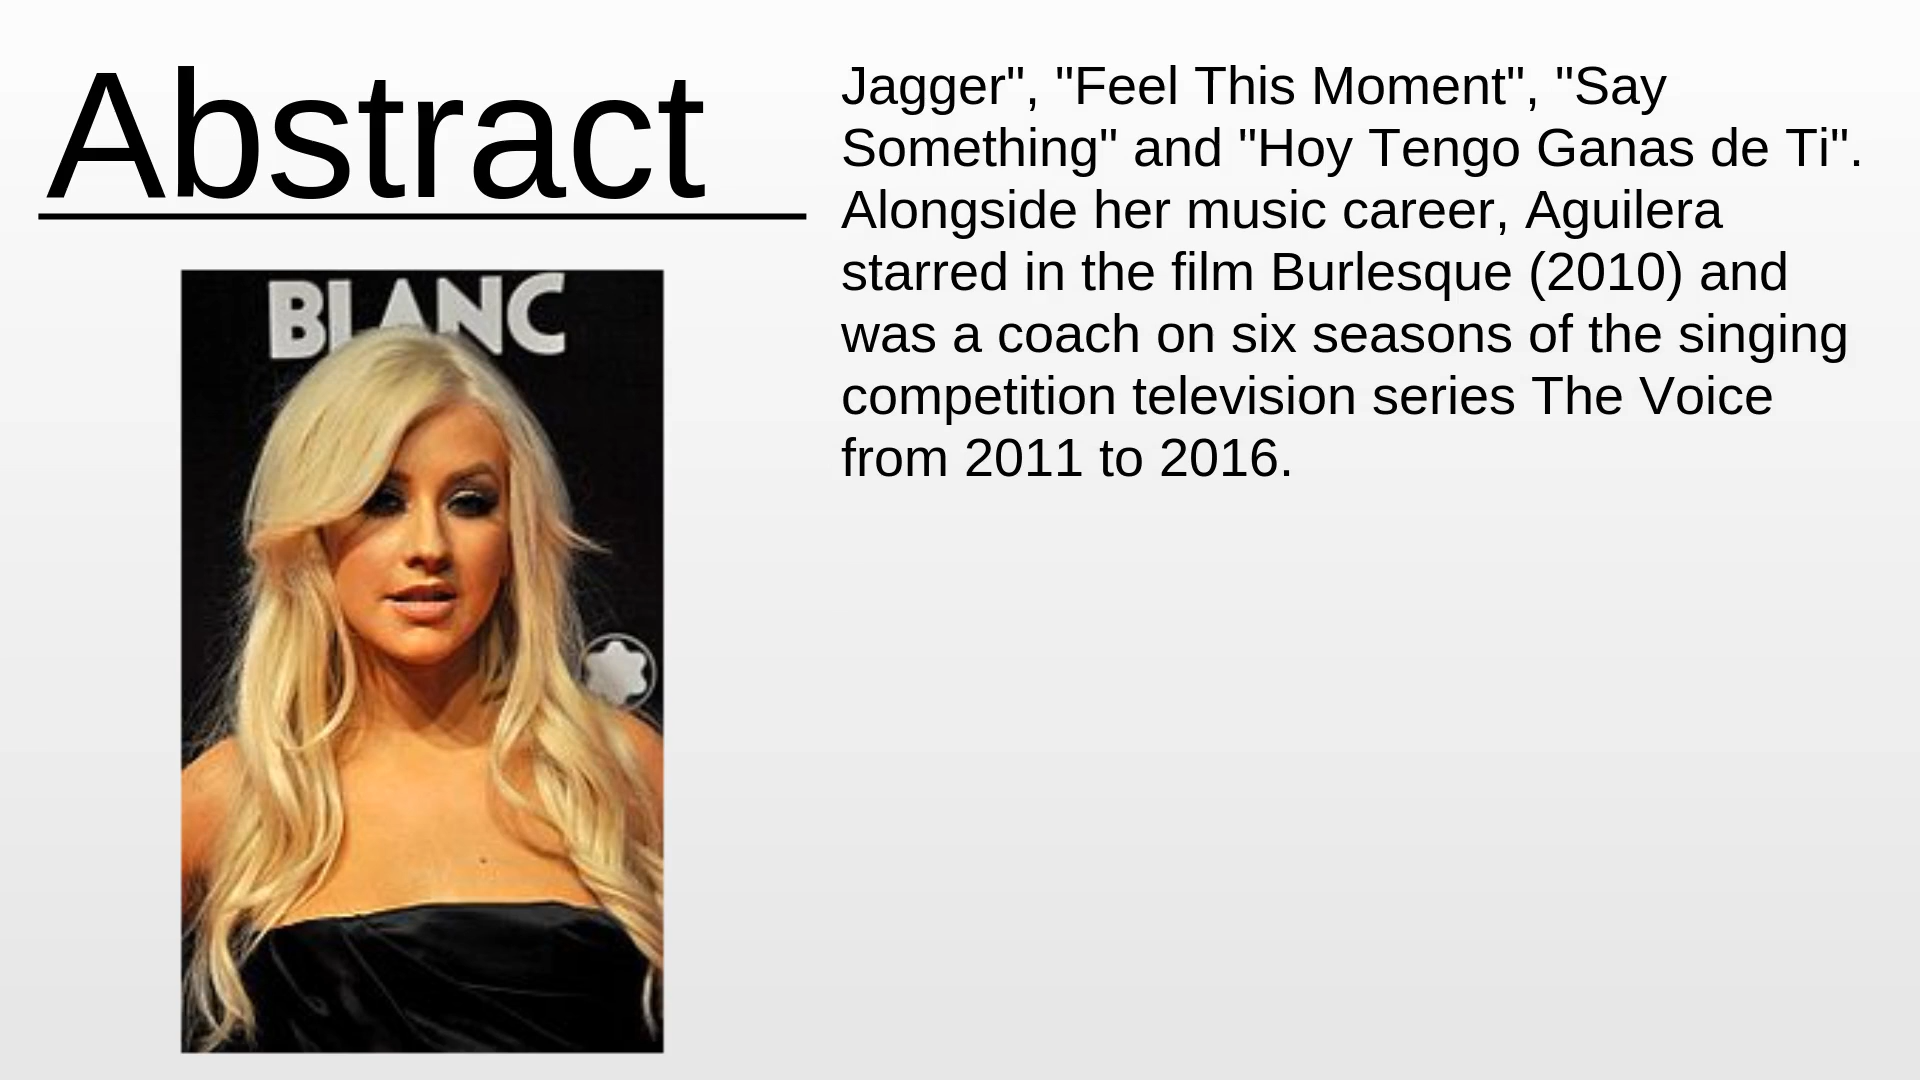 Abstract
Jagger", "Feel This Moment", "Say
Something" and "Hoy Tengo Ganas de Ti".
Alongside her music career, Aguilera
starred in the film Burlesque (2010) and
was a coach on six seasons of the singing
competition television series The Voice
from 2011 to 2016.
BLANC